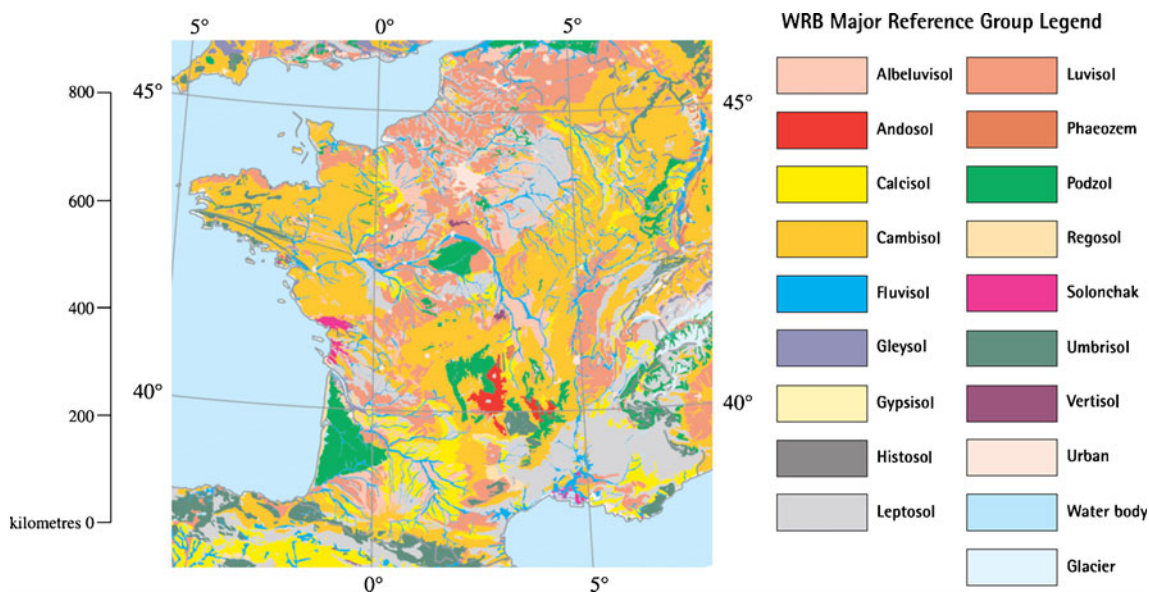 5°
0°
5°
WRB Major Reference Group Legend
800
45°
45°
600
400
40°
40°
200
kilometres 0
0°
5°
Albeluvisol
Luvisol
Andosol
Phaeozem
Calcisol
Podzol
Cambisol
Regosol
Fluvisol
Solonchak
Gleysol
Umbrisol
Gypsisol
Vertisol
Histosol
Urban
Leptosol
Water body
Glacier